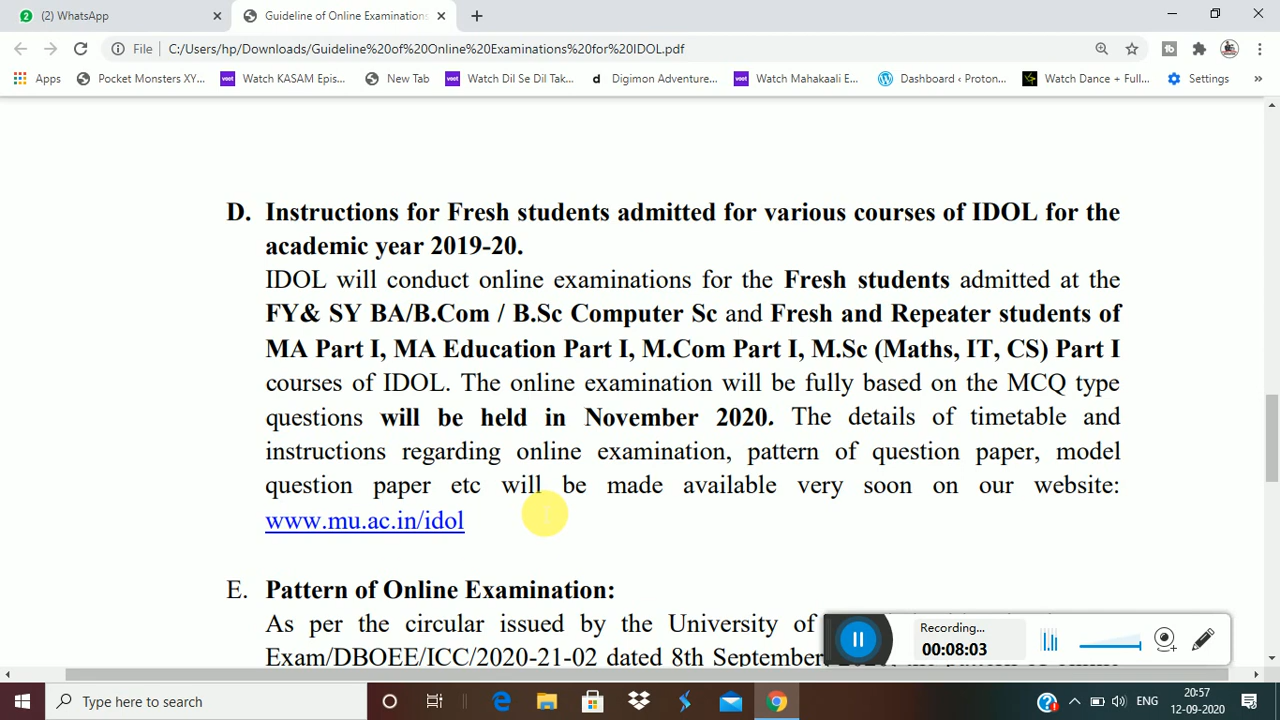 (2) WhatsApp
Guideline of Online Examinations
File C:/Users/hp/Downloads/Guideline%20of%20Online%20Examinations%20for%20IDOL.pdf
Apps Pocket Monsters XY... Watch KASAM Epis... New Tab Watch Dil Se Dil Tak... Digimon Adventure... Watch Mahakaali E... Dashboard ‹ Proton... Watch Dance + Full... Settings
D. Instructions for Fresh students admitted for various courses of IDOL for the
academic year 2019-20.
IDOL will conduct online examinations for the Fresh students admitted at the
FY& SY BA/B.Com / B.Sc Computer Sc and Fresh and Repeater students of
MA Part I, MA Education Part I, M.Com Part I, M.Sc (Maths, IT, CS) Part I
courses of IDOL. The online examination will be fully based on the MCQ type
questions will be held in November 2020. The details of timetable and
instructions regarding online examination, pattern of question paper, model
question paper etc will be made available very soon on our website:
www.mu.ac.in/idol
E. Pattern of Online Examination:
As per the circular issued by the University of
Exam/DBOEE/ICC/2020-21-02 dated 8th September
Recording...
00:08:03
Type here to search
ENG
20:57
12-09-2020